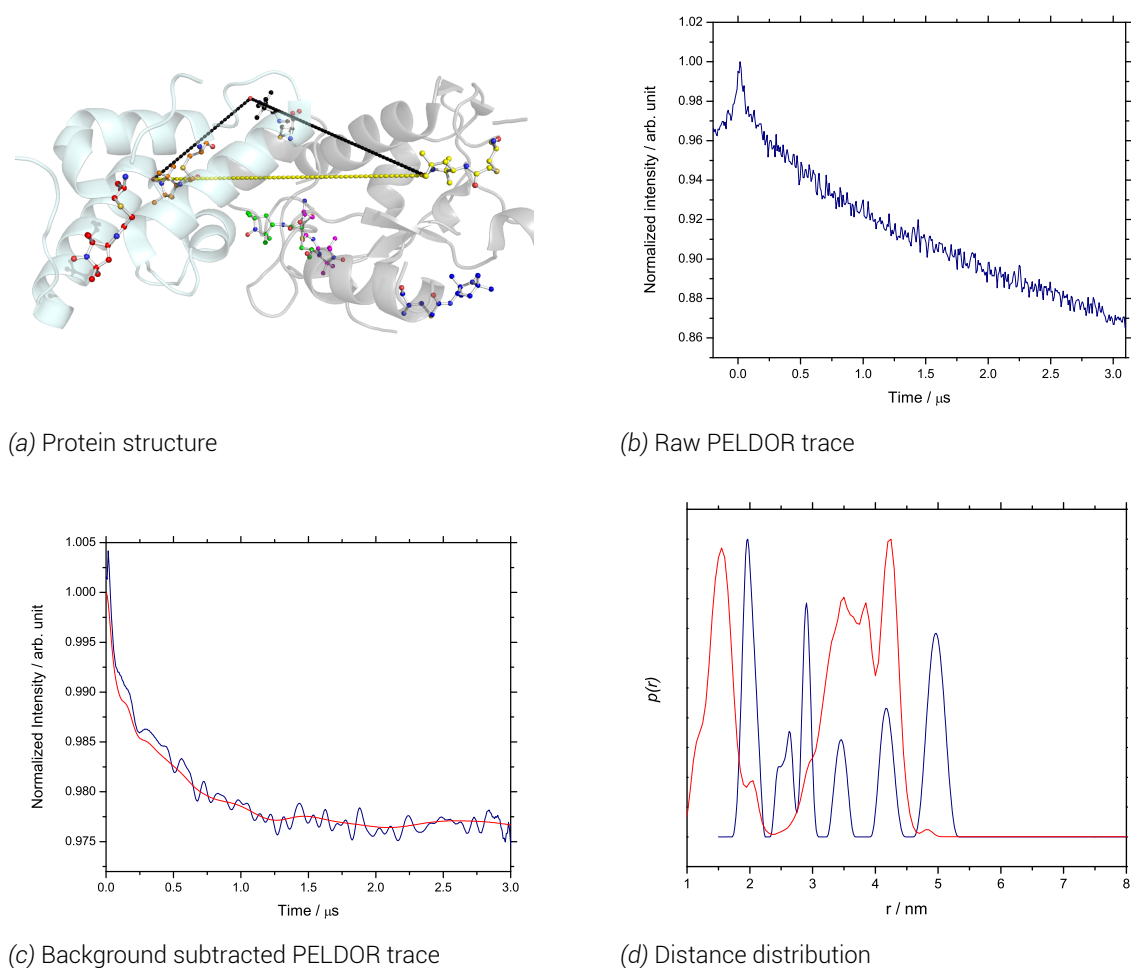 1.02
1.00
0.98
0.96
0.94
0.92
0.90
0.88
0.86
Normalized intensity / arb. unit
0.0 0.5 1.0 1.5 2.0 2.5 3.0
Time / μs
(a) Protein structure
(b) Raw PELDOR trace
1.005
1.000
0.995
0.990
0.985
0.980
0.975
Normalized Intensity / arb. unit
0.0 0.5 1.0 1.5 2.0 2.5 3.0
Time / μs
p(r)
1 2 3 4 5 6 7 8
r / nm
(c) Background subtracted PELDOR trace
(d) Distance distribution